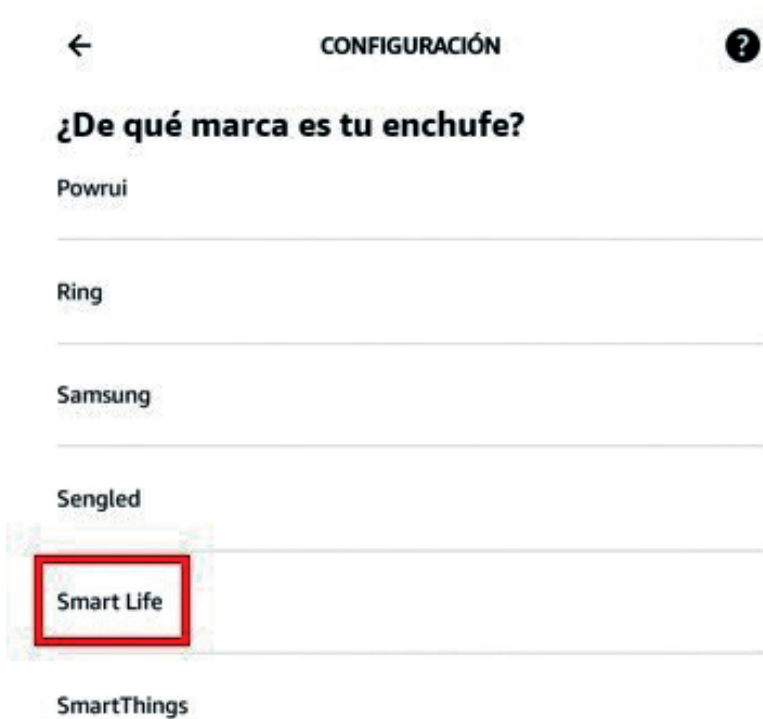 CONFIGURACIÓN
¿De qué marca es tu enchufe?
Powrui
Ring
Samsung
Sengled
Smart Life
SmartThings